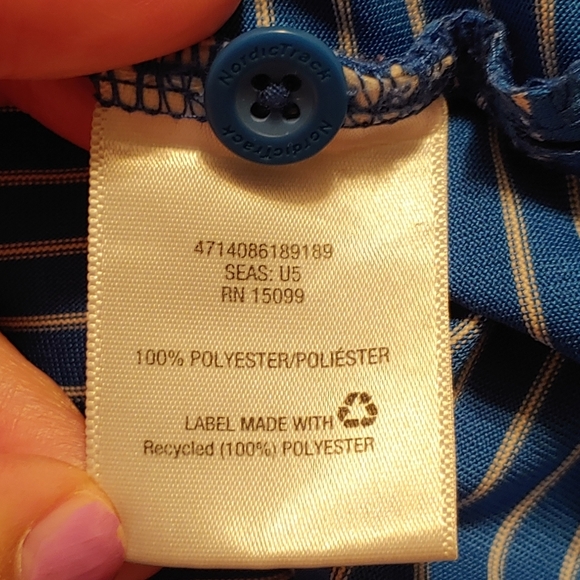 NordicTrack
NordicTrack
4714086189189
SEAS: U5
RN 15099
100% POLYESTER/POLIÉSTER
LABEL MADE WITH
Recycled (100%) POLYESTER